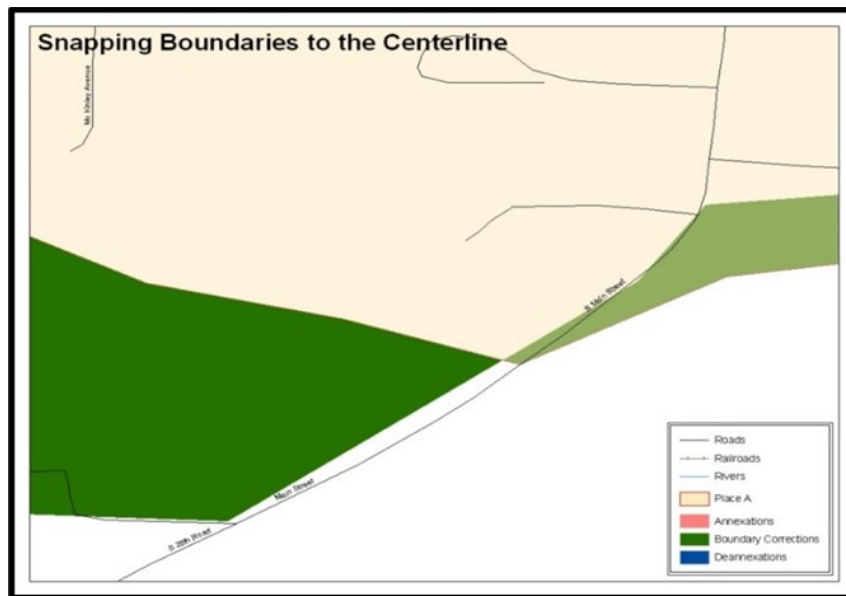 Snapping Boundaries to the Centerline
Mc Kinley Avenue
S Main Street
Main Street
S 28th Road
Roads
Railroads
Rivers
Place A
Annexations
Boundary Corrections
Deannexations